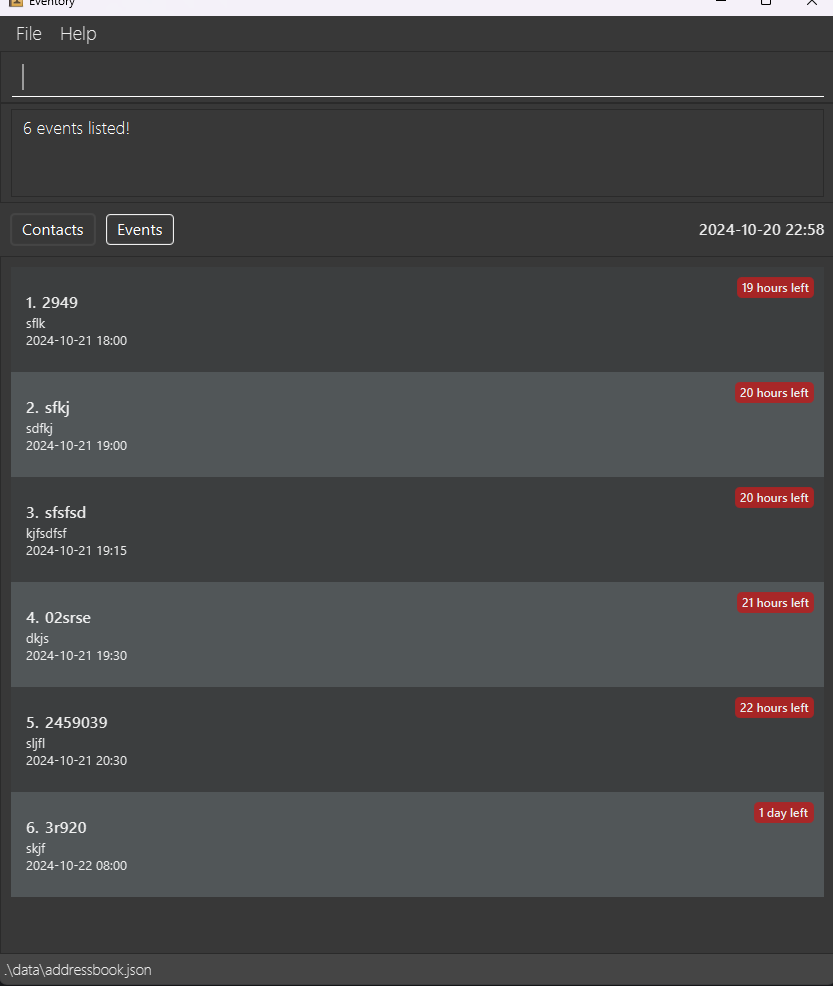 Eventory
File Help
6 events listed!
Contacts Events 2024-10-20 22:58
19 hours left
1. 2949
sflk
2024-10-21 18:00
20 hours left
2. sfkj
sdfkj
2024-10-21 19:00
20 hours left
3. sfsfsd
kjfsdfsf
2024-10-21 19:15
21 hours left
4. 02srse
dkjs
2024-10-21 19:30
22 hours left
5. 2459039
sljfl
2024-10-21 20:30
1 day left
6. 3r920
skjf
2024-10-22 08:00
.\data\addressbook.json